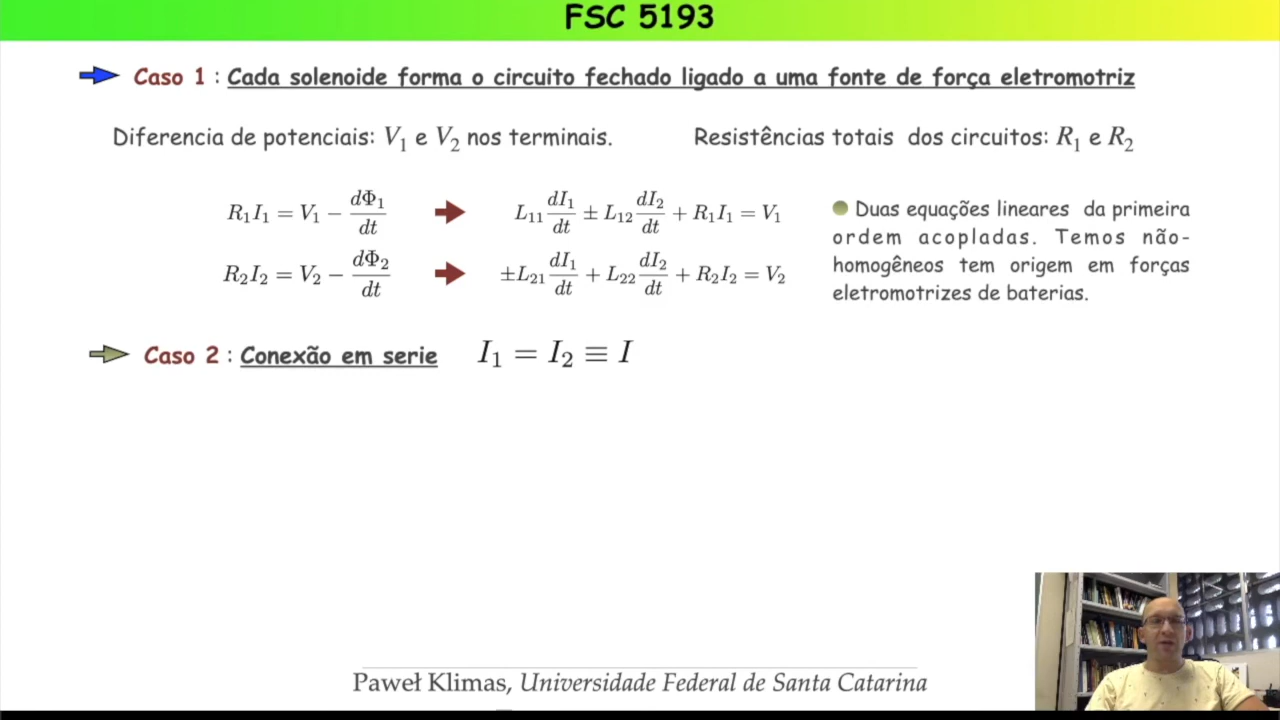 FSC 5193
Caso 1 : Cada solenoide forma o circuito fechado ligado a uma fonte de força eletromotriz
Diferencia de potenciais: V₁ e V₂ nos terminais. Resistências totais dos circuitos: R₁ e R₂
R₁I₁ = V₁ − dΦ₁/dt L₁₁ dI₁/dt ± L₁₂ dI₂/dt + R₁I₁ = V₁
R₂I₂ = V₂ − dΦ₂/dt ±L₂₁ dI₁/dt + L₂₂ dI₂/dt + R₂I₂ = V₂
Duas equações lineares da primeira
ordem acopladas. Temos não-
homogêneos tem origem em forças
eletromotrizes de baterias.
Caso 2 : Conexão em serie I₁ = I₂ ≡ I
Paweł Klimas, Universidade Federal de Santa Catarina